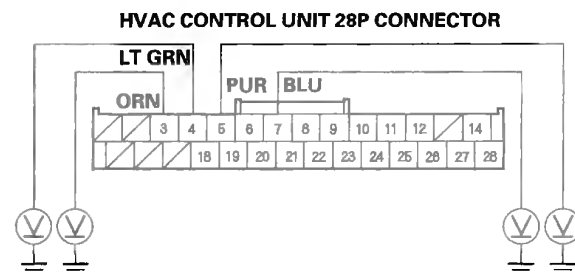 HVAC CONTROL UNIT 28P CONNECTOR
LT GRN
PUR BLU
ORN
3 4 5 6 7 8 9 10 11 12 14
18 19 20 21 22 23 24 25 26 27 28
V V V V